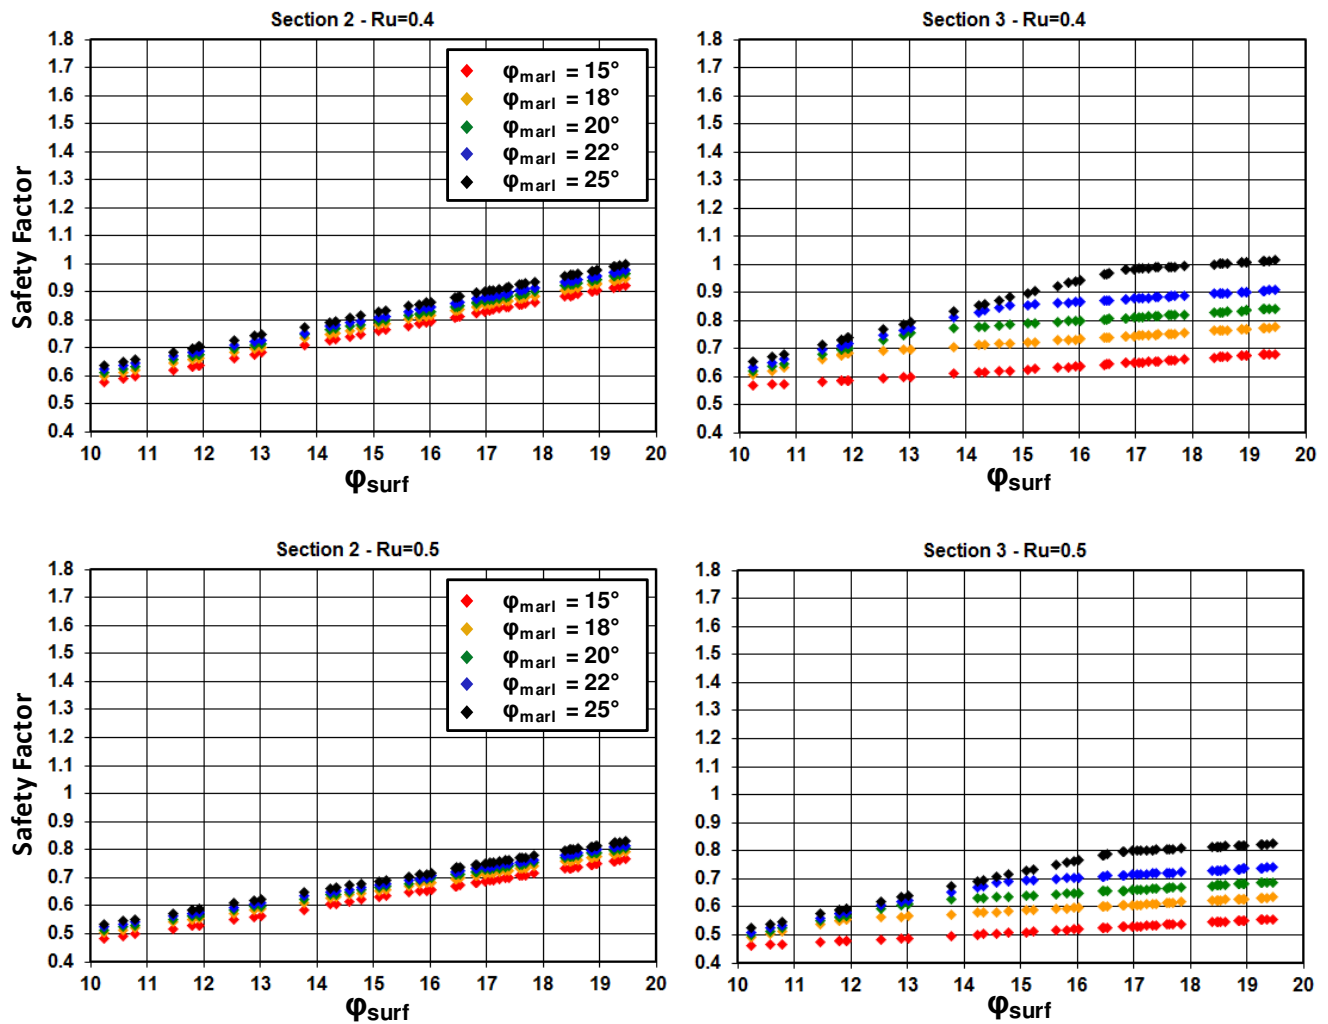 Section 2 - Ru=0.4
1.8
1.7
1.6
1.5
1.4
1.3
1.2
1.1
1
0.9
0.8
0.7
0.6
0.5
0.4
10 11 12 13 14 15 16 17 18 19 20
Safety Factor
φsurf
φmarl = 15°
φmarl = 18°
φmarl = 20°
φmarl = 22°
φmarl = 25°
Section 3 - Ru=0.4
1.8
1.7
1.6
1.5
1.4
1.3
1.2
1.1
1
0.9
0.8
0.7
0.6
0.5
0.4
10 11 12 13 14 15 16 17 18 19 20
φsurf
Section 2 - Ru=0.5
1.8
1.7
1.6
1.5
1.4
1.3
1.2
1.1
1
0.9
0.8
0.7
0.6
0.5
0.4
10 11 12 13 14 15 16 17 18 19 20
Safety Factor
φsurf
φmarl = 15°
φmarl = 18°
φmarl = 20°
φmarl = 22°
φmarl = 25°
Section 3 - Ru=0.5
1.8
1.7
1.6
1.5
1.4
1.3
1.2
1.1
1
0.9
0.8
0.7
0.6
0.5
0.4
10 11 12 13 14 15 16 17 18 19 20
φsurf